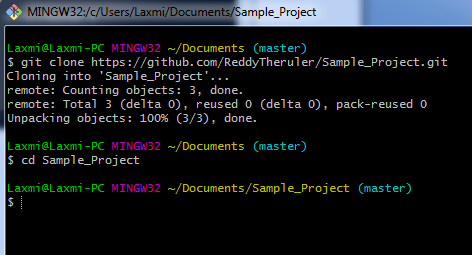 MINGW32:/c/Users/Laxmi/Documents/Sample_Project
Laxmi@Laxmi-PC MINGW32 ~/Documents (master)
$ git clone https://github.com/ReddyTheruler/Sample_Project.git
Cloning into 'Sample_Project'...
remote: Counting objects: 3, done.
remote: Total 3 (delta 0), reused 0 (delta 0), pack-reused 0
Unpacking objects: 100% (3/3), done.
Laxmi@Laxmi-PC MINGW32 ~/Documents (master)
$ cd Sample_Project
Laxmi@Laxmi-PC MINGW32 ~/Documents/Sample_Project (master)
$